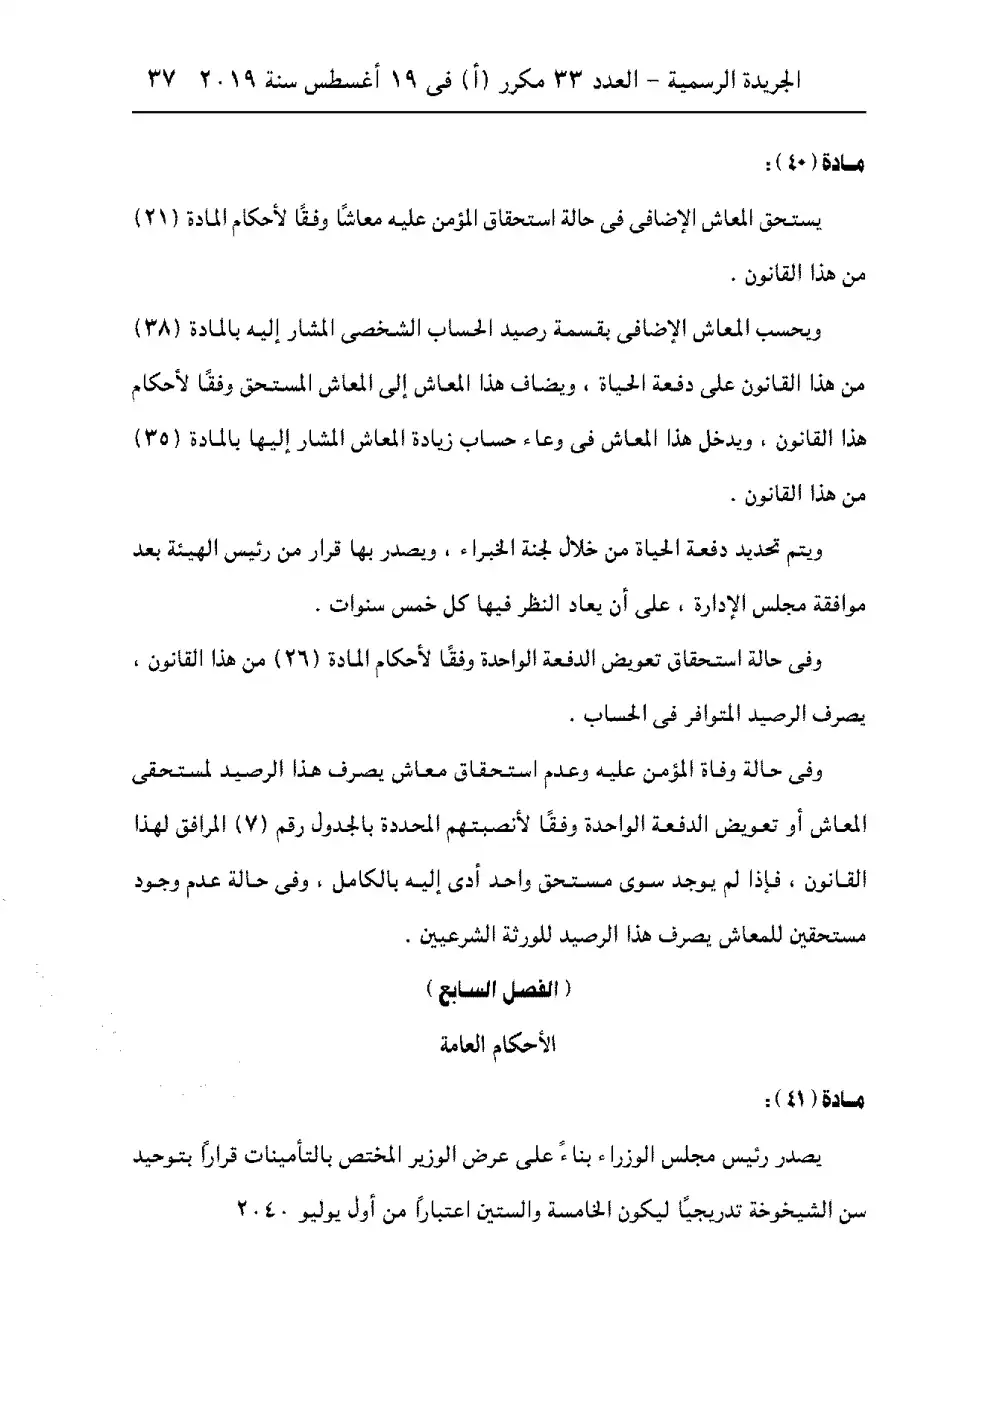 الجريدة الرسمية - العدد ٣٣ مكرر (أ) فى ١٩ أغسطس سنة ٢٠١٩ ٣٧
مـادة (٤٠) :
يستحق المعاش الإضافى فى حالة استحقاق المؤمن عليه معاشًا وفقًا لأحكام المادة (٢١)
من هذا القانون .
ويحسب المعاش الإضافى بقسمة رصيد الحساب الشخصى المشار إليه بالمادة (٣٨)
من هذا القانون على دفعة الحياة ، ويضاف هذا المعاش إلى المعاش المستحق وفقًا لأحكام
هذا القانون ، ويدخل هذا المعاش فى وعاء حساب زيادة المعاش المشار إليها بالمادة (٣٥)
من هذا القانون .
ويتم تحديد دفعة الحياة من خلال لجنة الخبراء ، ويصدر بها قرار من رئيس الهيئة بعد
موافقة مجلس الإدارة ، على أن يعاد النظر فيها كل خمس سنوات .
وفى حالة استحقاق تعويض الدفعة الواحدة وفقًا لأحكام المادة (٢٦) من هذا القانون ،
يصرف الرصيد المتوافر فى الحساب .
وفى حالة وفاة المؤمن عليه وعدم استحقاق معاش يصرف هذا الرصيد لمستحقى
المعاش أو تعويض الدفعة الواحدة وفقًا لأنصبتهم المحددة بالجدول رقم (٧) المرافق لهذا
القانون ، فإذا لم يوجد سوى مستحق واحد أدى إليه بالكامل ، وفى حالة عدم وجود
مستحقين للمعاش يصرف هذا الرصيد للورثة الشرعيين .
( الفصل السابع )
الأحكام العامة
مـادة (٤١) :
يصدر رئيس مجلس الوزراء بناءً على عرض الوزير المختص بالتأمينات قراراً بتوحيد
سن الشيخوخة تدريجيًا ليكون الخامسة والستين اعتباراً من أول يوليو ٢٠٤٠